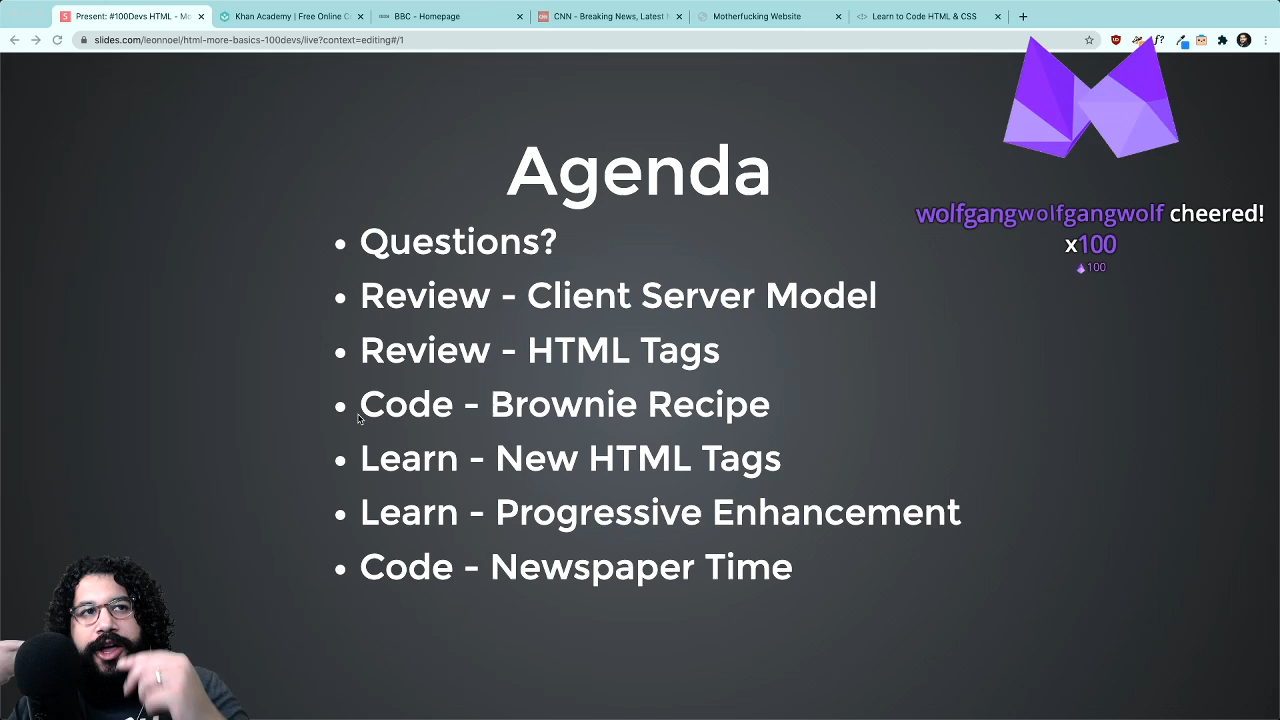 Present: #100Devs HTML - Mo
Khan Academy | Free Online C
BBC - Homepage
CNN - Breaking News, Latest N
Motherfucking Website
Learn to Code HTML & CSS
slides.com/leonnoel/html-more-basics-100devs/live?context=editing#/1
Agenda
wolfgangwolfgangwolf cheered!
x100
100
• Questions?
• Review - Client Server Model
• Review - HTML Tags
• Code - Brownie Recipe
• Learn - New HTML Tags
• Learn - Progressive Enhancement
• Code - Newspaper Time